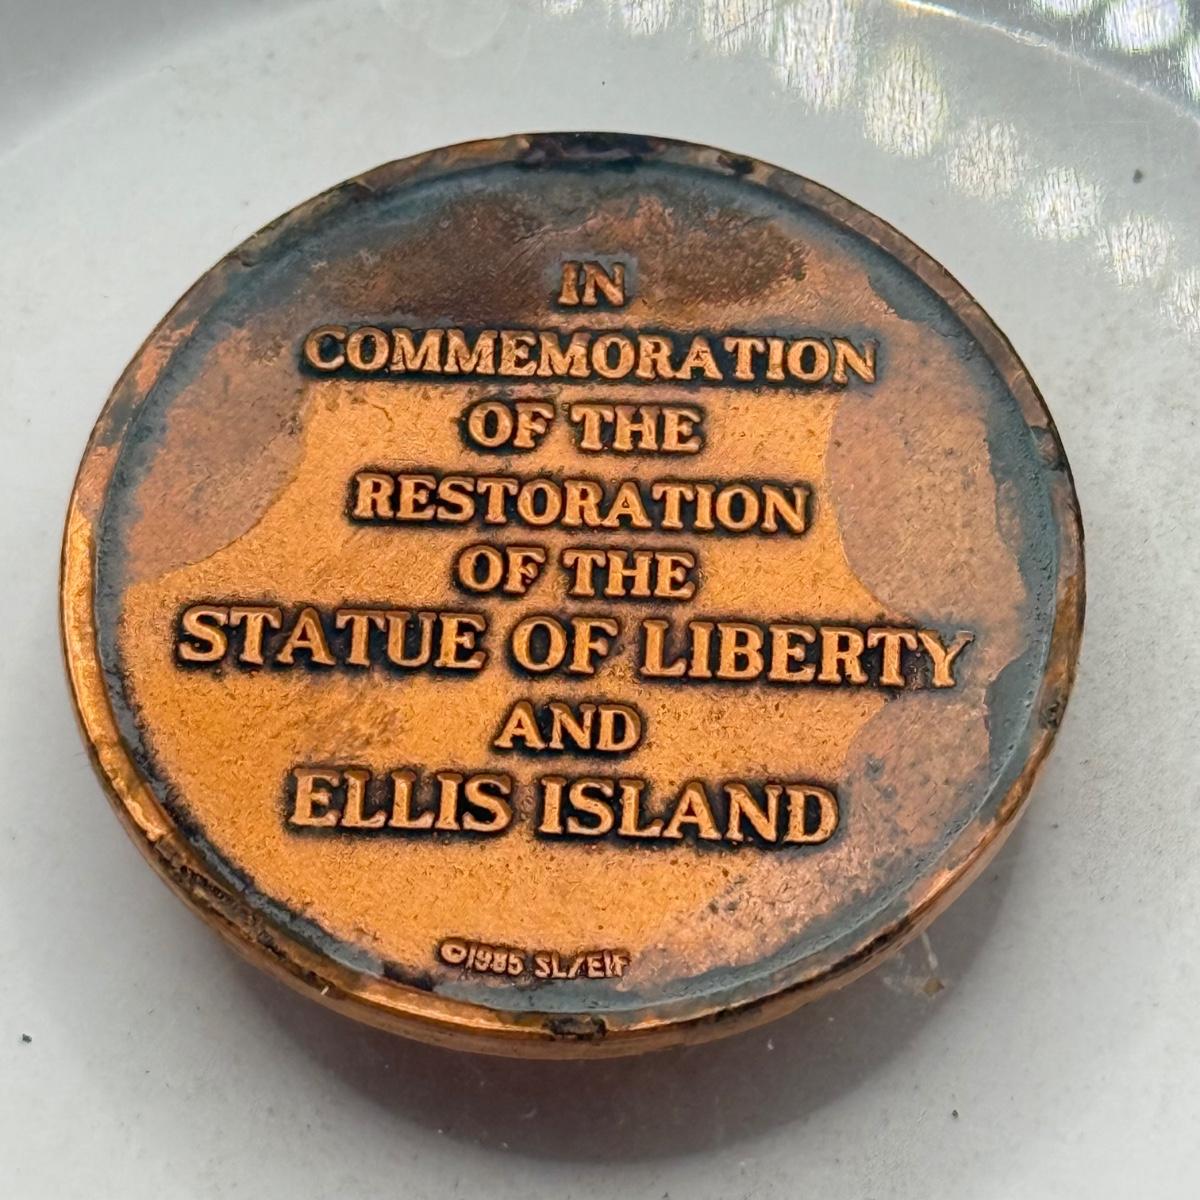 IN
COMMEMORATION
OF THE
RESTORATION
OF THE
STATUE OF LIBERTY
AND
ELLIS ISLAND
©1985 SL/EIF